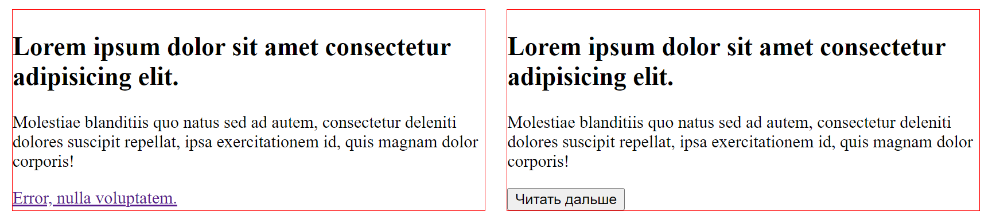 Lorem ipsum dolor sit amet consectetur
adipisicing elit.
Molestiae blanditiis quo natus sed ad autem, consectetur deleniti
dolores suscipit repellat, ipsa exercitationem id, quis magnam dolor
corporis!
Error, nulla voluptatem.
Lorem ipsum dolor sit amet consectetur
adipisicing elit.
Molestiae blanditiis quo natus sed ad autem, consectetur deleniti
dolores suscipit repellat, ipsa exercitationem id, quis magnam dolor
corporis!
Читать дальше